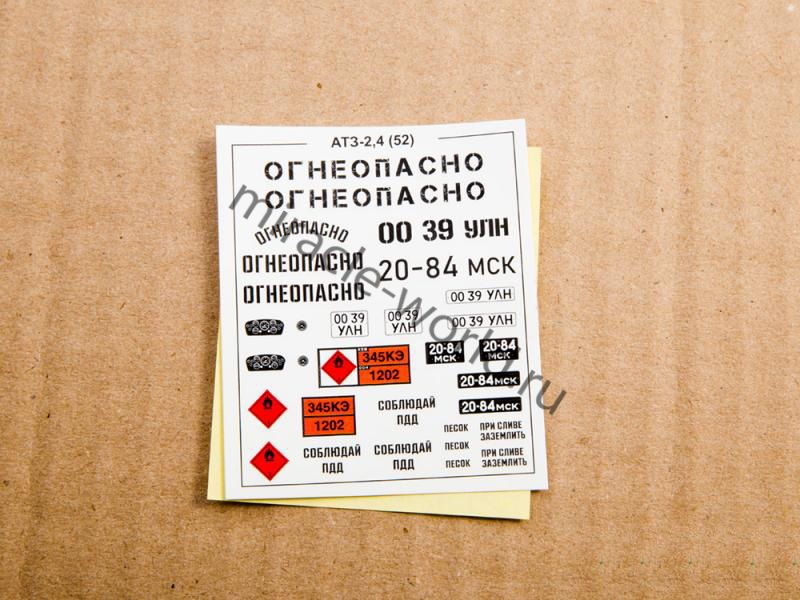 АТЗ-2,4 (52)
ОГНЕОПАСНО
ОГНЕОПАСНО
ОГНЕОПАСНО
ОГНЕОПАСНО
ОГНЕОПАСНО
00 39 УЛН
20-84 МСК
00 39 УЛН
00 39
УЛН
00 39
УЛН
00 39 УЛН
345КЭ
1202
20-84
МСК
20-84
МСК
20-84МСК
20-84МСК
345КЭ
1202
СОБЛЮДАЙ
ПДД
СОБЛЮДАЙ
ПДД
СОБЛЮДАЙ
ПДД
ПЕСОК
ПЕСОК
ПЕСОК
ПРИ СЛИВЕ
ЗАЗЕМЛИТЬ
ПРИ СЛИВЕ
ЗАЗЕМЛИТЬ
miracle-world.ru